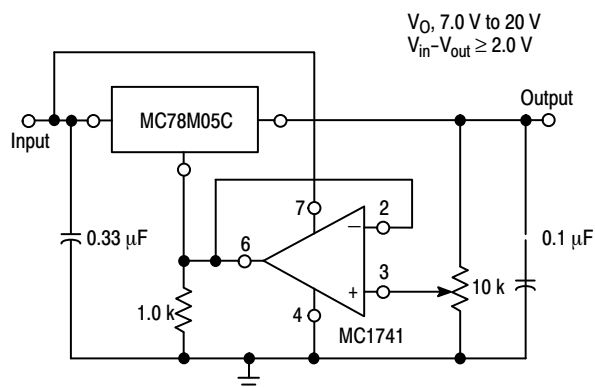 VO, 7.0 V to 20 V
Vin-Vout ≥ 2.0 V
Output
Input
MC78M05C
7
2
–
6
0.33 μF
3
+
0.1 μF
10 k
1.0 k
4
MC1741